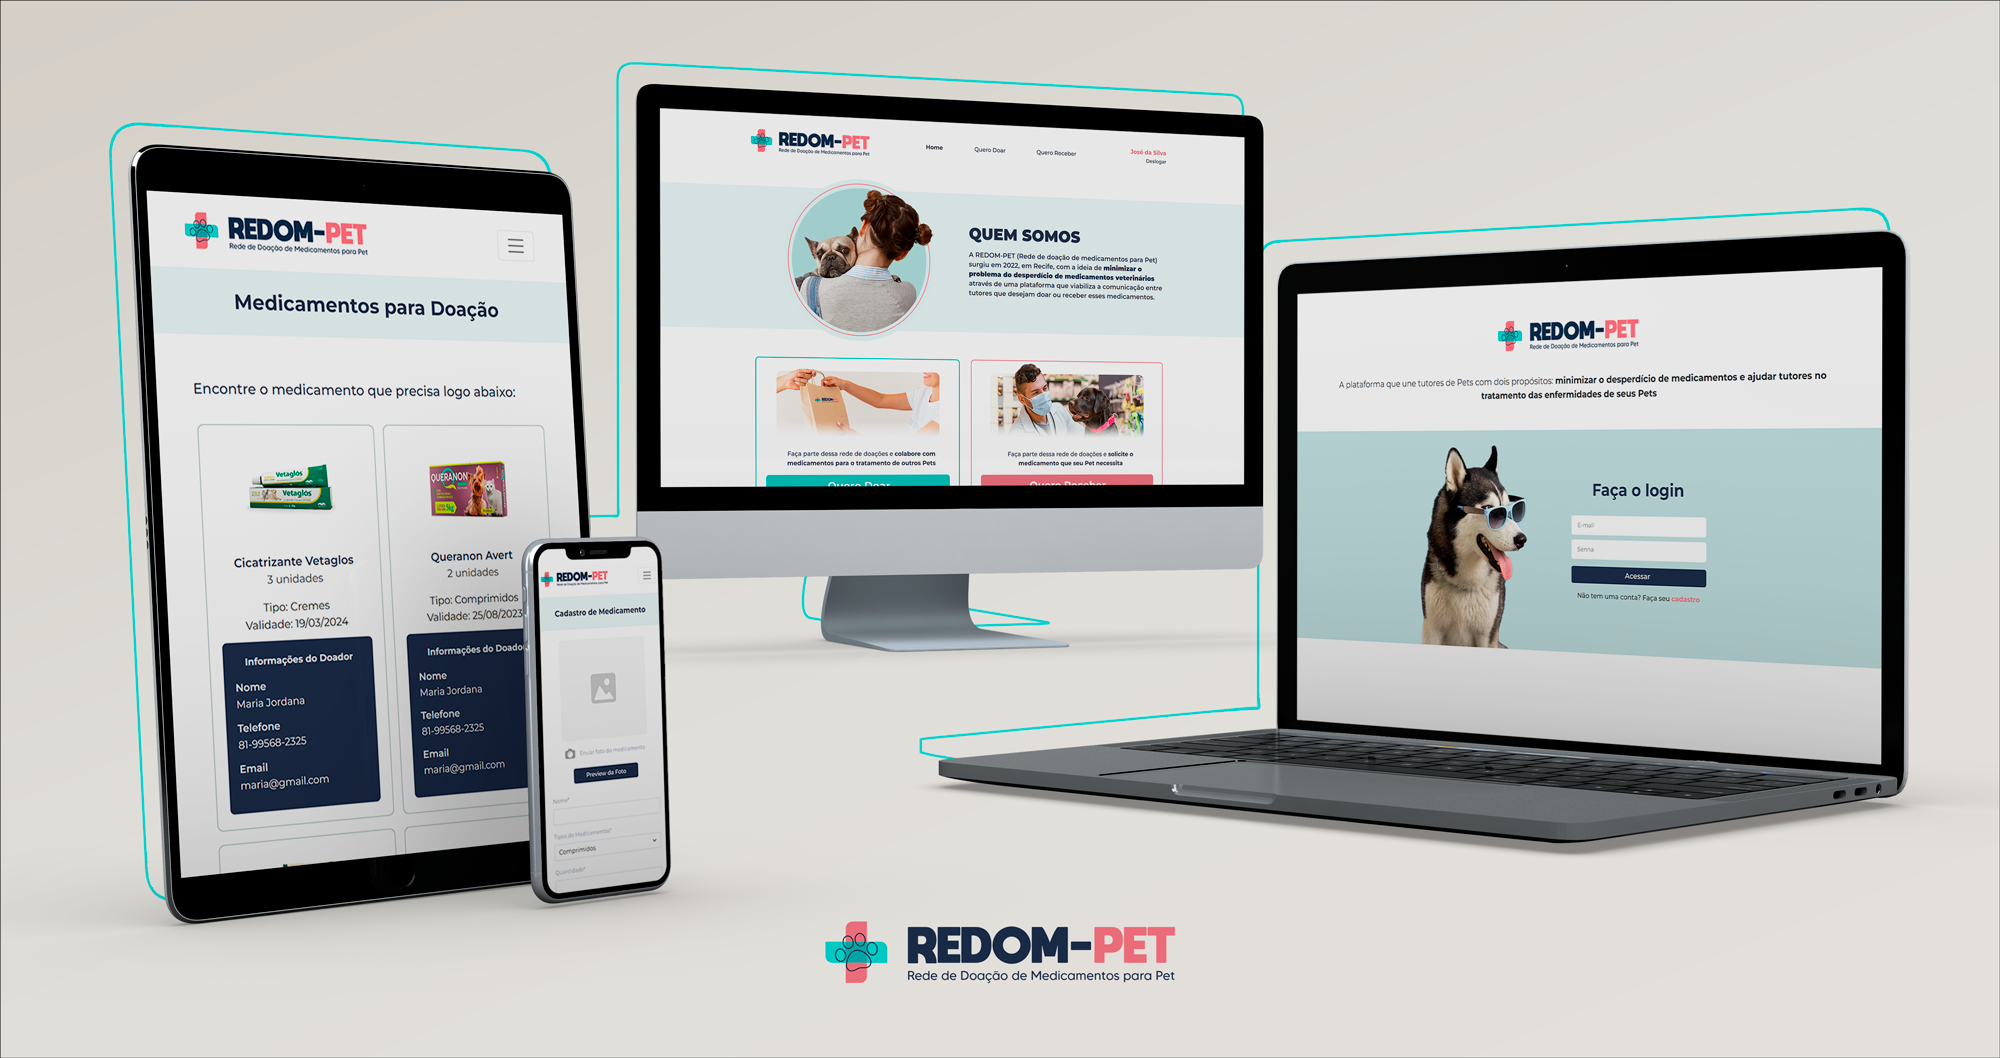 REDOM-PET
Rede de Doação de Medicamentos para Pet
Medicamentos para Doação
Encontre o medicamento que precisa logo abaixo:
Vetaglós
Vetaglós
Cicatrizante Vetaglos
3 unidades
Tipo: Cremes
Validade: 19/03/2024
Informações do Doador
Nome
Maria Jordana
Telefone
81-99568-2325
Email
maria@gmail.com
QUERANON
5kg
Queranon Avert
2 unidades
Tipo: Comprimidos
Validade: 25/08/2023
Informações do Doador
Nome
Maria Jordana
Telefone
81-99568-2325
Email
maria@gmail.com
REDOM-PET
Rede de Doação de Medicamentos para Pet
Cadastro de Medicamento
Enviar foto do medicamento
Preview da Foto
Nome*
Tipos de Medicamentos*
Comprimidos
Quantidade*
REDOM-PET
Rede de Doação de Medicamentos para Pet
Home
Quero Doar
Quero Receber
José da Silva
Deslogar
QUEM SOMOS
A REDOM-PET (Rede de doação de medicamentos para Pet)
surgiu em 2022, em Recife, com a ideia de minimizar o
problema do desperdício de medicamentos veterinários
através de uma plataforma que viabiliza a comunicação entre
tutores que desejam doar ou receber esses medicamentos.
REDOM-PET
Faça parte dessa rede de doações e colabore com
medicamentos para o tratamento de outros Pets
Quero Doar
Faça parte dessa rede de doações e solicite o
medicamento que seu Pet necessita
Quero Receber
REDOM-PET
Rede de Doação de Medicamentos para Pet
A plataforma que une tutores de Pets com dois propósitos: minimizar o desperdício de medicamentos e ajudar tutores no
tratamento das enfermidades de seus Pets
Faça o login
E-mail
Senha
Acessar
Não tem uma conta? Faça seu cadastro
REDOM-PET
Rede de Doação de Medicamentos para Pet